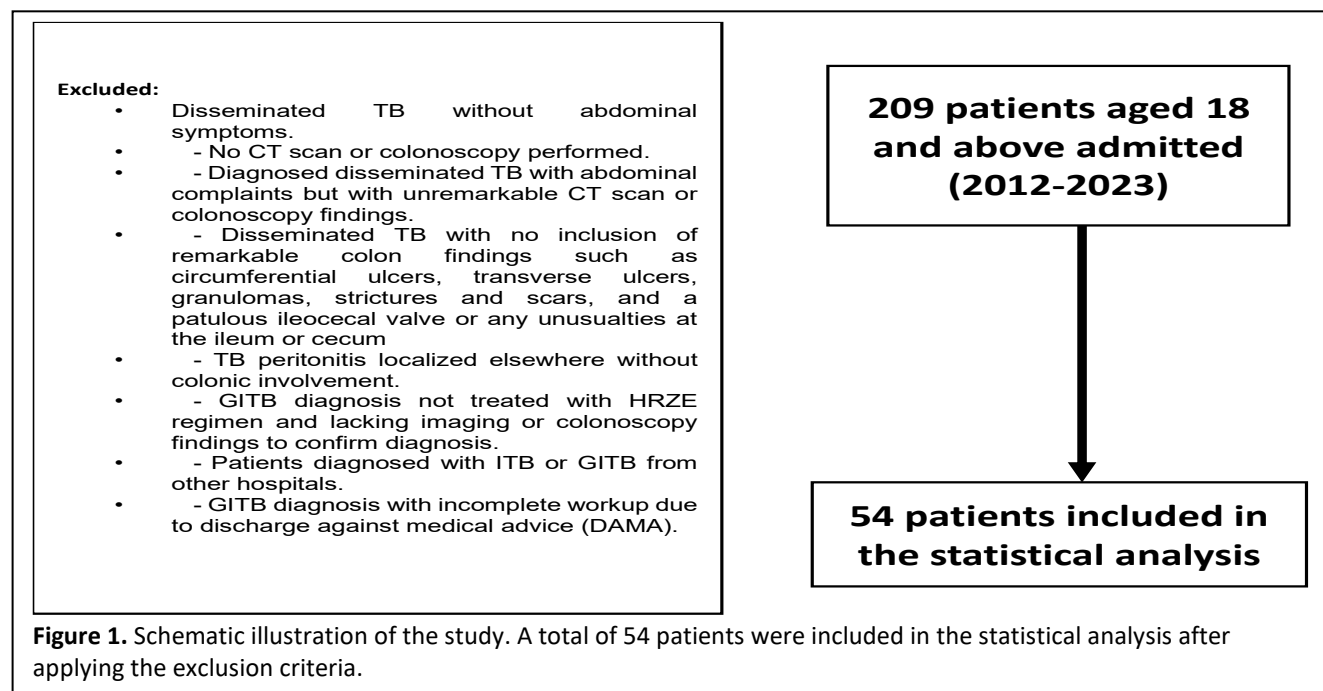 Excluded:
• Disseminated TB without abdominal
symptoms.
• - No CT scan or colonoscopy performed.
• - Diagnosed disseminated TB with abdominal
complaints but with unremarkable CT scan or
colonoscopy findings.
• - Disseminated TB with no inclusion of
remarkable colon findings such as
circumferential ulcers, transverse ulcers,
granulomas, strictures and scars, and a
patulous ileocecal valve or any unusualties at
the ileum or cecum
• - TB peritonitis localized elsewhere without
colonic involvement.
• - GITB diagnosis not treated with HRZE
regimen and lacking imaging or colonoscopy
findings to confirm diagnosis.
• - Patients diagnosed with ITB or GITB from
other hospitals.
• - GITB diagnosis with incomplete workup due
to discharge against medical advice (DAMA).
209 patients aged 18
and above admitted
(2012-2023)
54 patients included in
the statistical analysis
Figure 1. Schematic illustration of the study. A total of 54 patients were included in the statistical analysis after
applying the exclusion criteria.